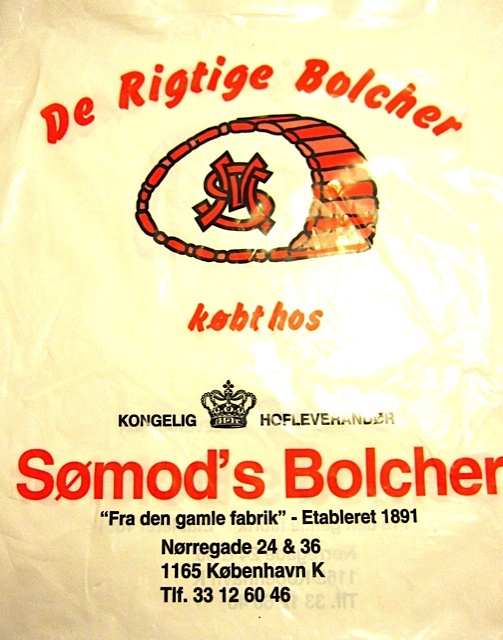 De Rigtige Bolcher
købt hos
KONGELIG HOFLEVERANDØR
Sømod's Bolcher
“Fra den gamle fabrik” - Etableret 1891
Nørregade 24 & 36
1165 København K
Tlf. 33 12 60 46